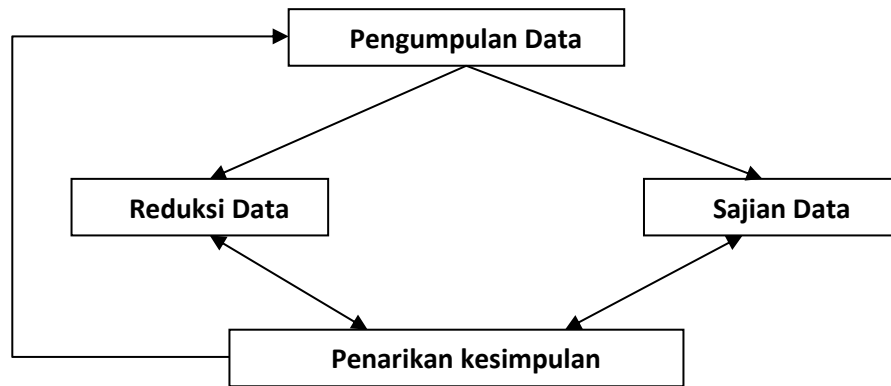 Pengumpulan Data
Reduksi Data
Sajian Data
Penarikan kesimpulan